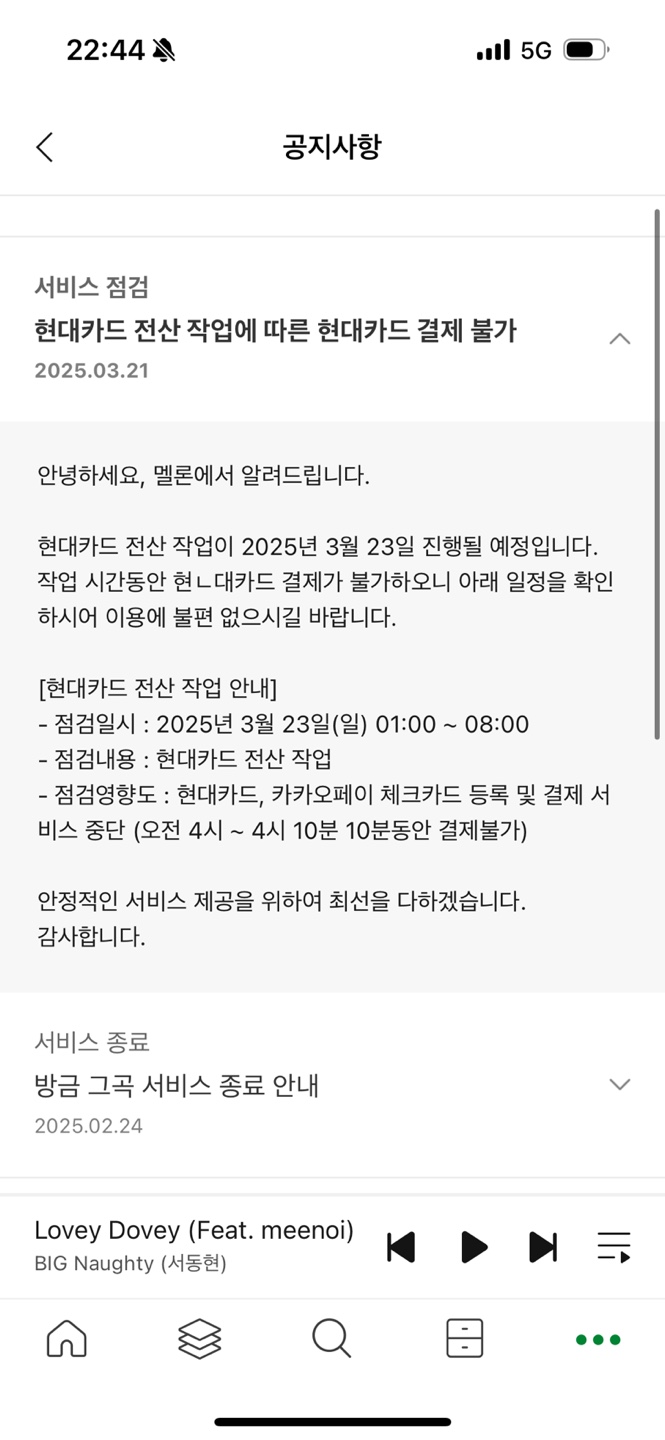 22:44
5G
공지사항
서비스 점검
현대카드 전산 작업에 따른 현대카드 결제 불가
2025.03.21
안녕하세요, 멜론에서 알려드립니다.
현대카드 전산 작업이 2025년 3월 23일 진행될 예정입니다.
작업 시간동안 현ㄴ대카드 결제가 불가하오니 아래 일정을 확인
하시어 이용에 불편 없으시길 바랍니다.
[현대카드 전산 작업 안내]
- 점검일시 : 2025년 3월 23일(일) 01:00 ~ 08:00
- 점검내용 : 현대카드 전산 작업
- 점검영향도 : 현대카드, 카카오페이 체크카드 등록 및 결제 서
비스 중단 (오전 4시 ~ 4시 10분 10분동안 결제불가)
안정적인 서비스 제공을 위하여 최선을 다하겠습니다.
감사합니다.
서비스 종료
방금 그곡 서비스 종료 안내
2025.02.24
Lovey Dovey (Feat. meenoi)
BIG Naughty (서동현)